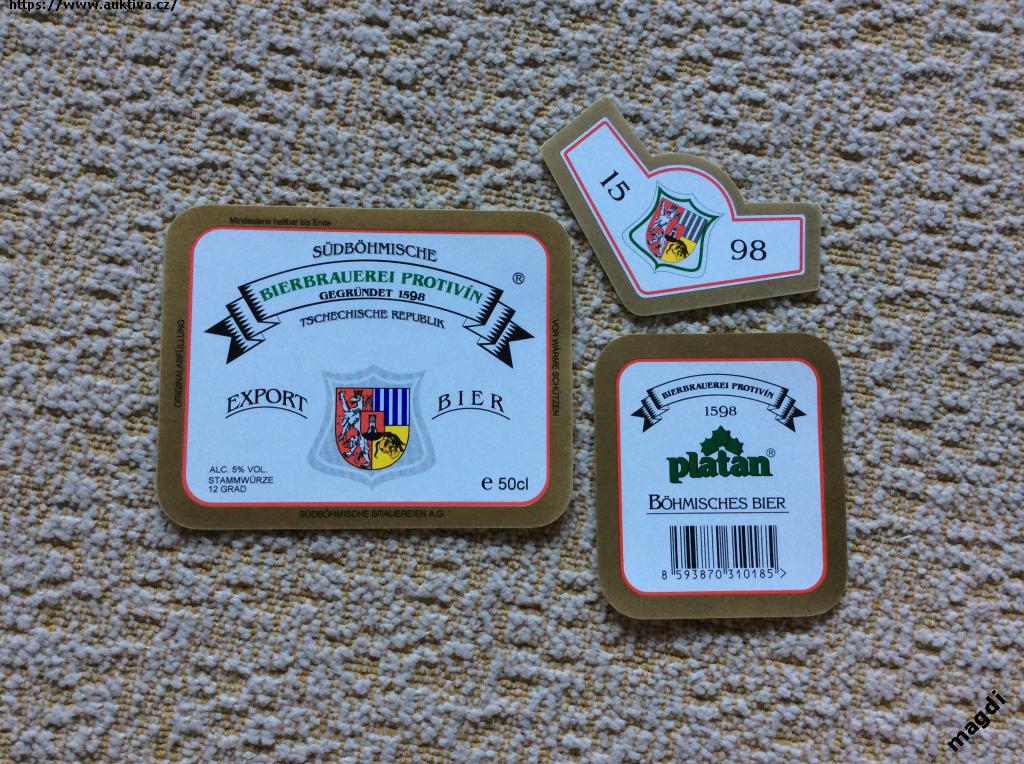 https://www.auktiva.cz/
Mindestens haltbar bis Ende
SÜDBÖHMISCHE
BIERBRAUEREI PROTIVÍN
GEGRÜNDET 1598
TSCHECHISCHE REPUBLIK
®
ORIGINALABFÜLLUNG
VOR WÄRME SCHÜTZEN
EXPORT BIER
ALC. 5% VOL.
STAMMWÜRZE
12 GRAD
e 50cl
SÜDBÖHMISCHE BRAUEREIEN A.G.
15 98
BIERBRAUEREI PROTIVÍN
1598
platan®
BÖHMISCHES BIER
8 593870 310185 >
magdi